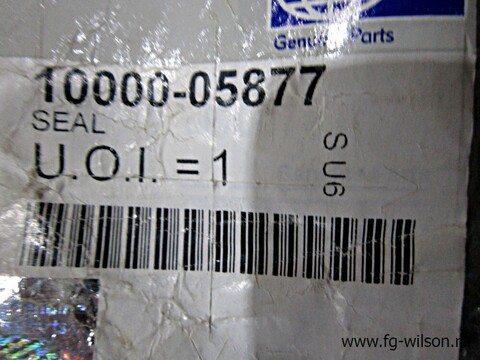 Genuine Parts
10000-05877
SEAL
U.O.I. = 1
S U6
www.fg-wilson.r